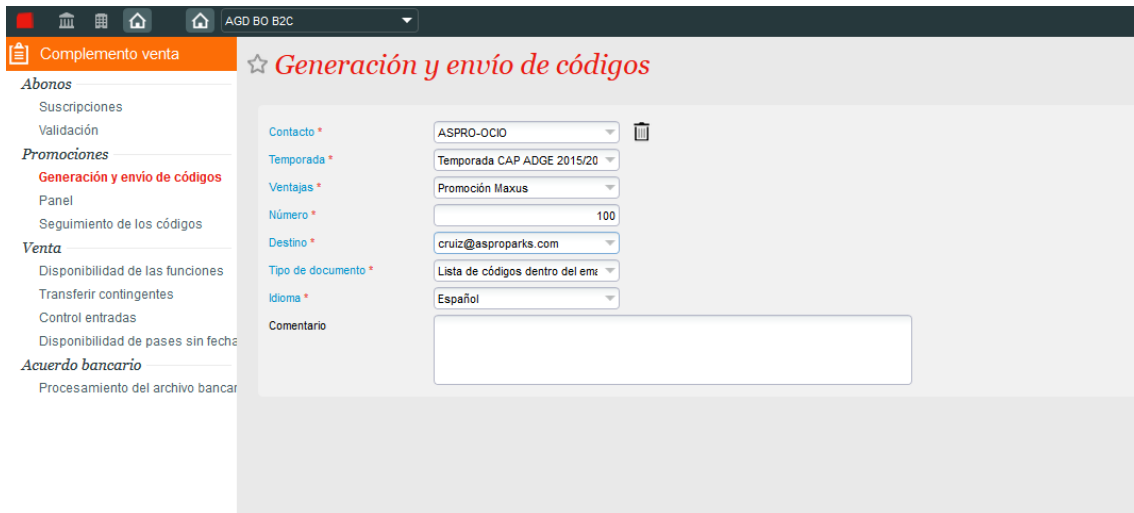 AGD BO B2C
Complemento venta
Abonos
Suscripciones
Validación
Promociones
Generación y envío de códigos
Panel
Seguimiento de los códigos
Venta
Disponibilidad de las funciones
Transferir contingentes
Control entradas
Disponibilidad de pases sin fecha
Acuerdo bancario
Procesamiento del archivo bancar
Generación y envío de códigos
Contacto * ASPRO-OCIO
Temporada * Temporada CAP ADGE 2015/20
Ventajas * Promoción Maxus
Número * 100
Destino * cruiz@asproparks.com
Tipo de documento * Lista de códigos dentro del ema
Idioma * Español
Comentario